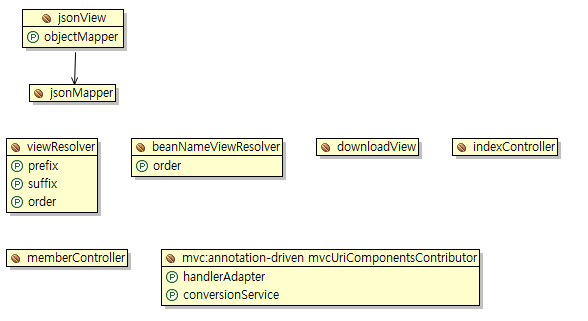 jsonView
P objectMapper
jsonMapper
viewResolver
P prefix
P suffix
P order
beanNameViewResolver
P order
downloadView
indexController
memberController
mvc:annotation-driven mvcUriComponentsContributor
P handlerAdapter
P conversionService